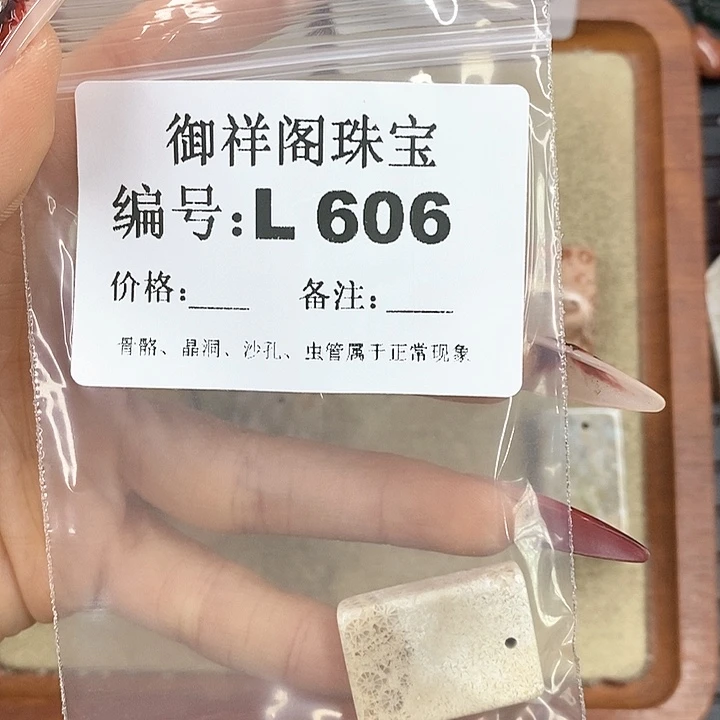 御祥阁珠宝
编号:L 606
价格:____ 备注:____
骨骼、晶洞、沙孔、虫管属于正常现象